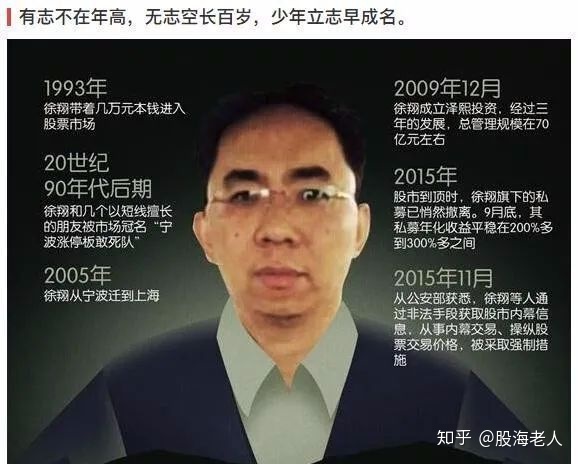 有志不在年高，无志空长百岁，少年立志早成名。
1993年
徐翔带着几万元本钱进入
股票市场
20世纪
90年代后期
徐翔和几个以短线擅长
的朋友被市场冠名“宁
波涨停板敢死队”
2005年
徐翔从宁波迁到上海
2009年12月
徐翔成立泽熙投资，经过三
年的发展，总管理规模在70
亿元左右
2015年
股市到顶时，徐翔旗下的私
募已悄然撤离。9月底，其
私募年化收益平稳在200%多
到300%多之间
2015年11月
从公安部获悉，徐翔等人通
过非法手段获取股市内幕信
息，从事内幕交易、操纵股
票交易价格，被采取强制措
施
知乎 @股海老人